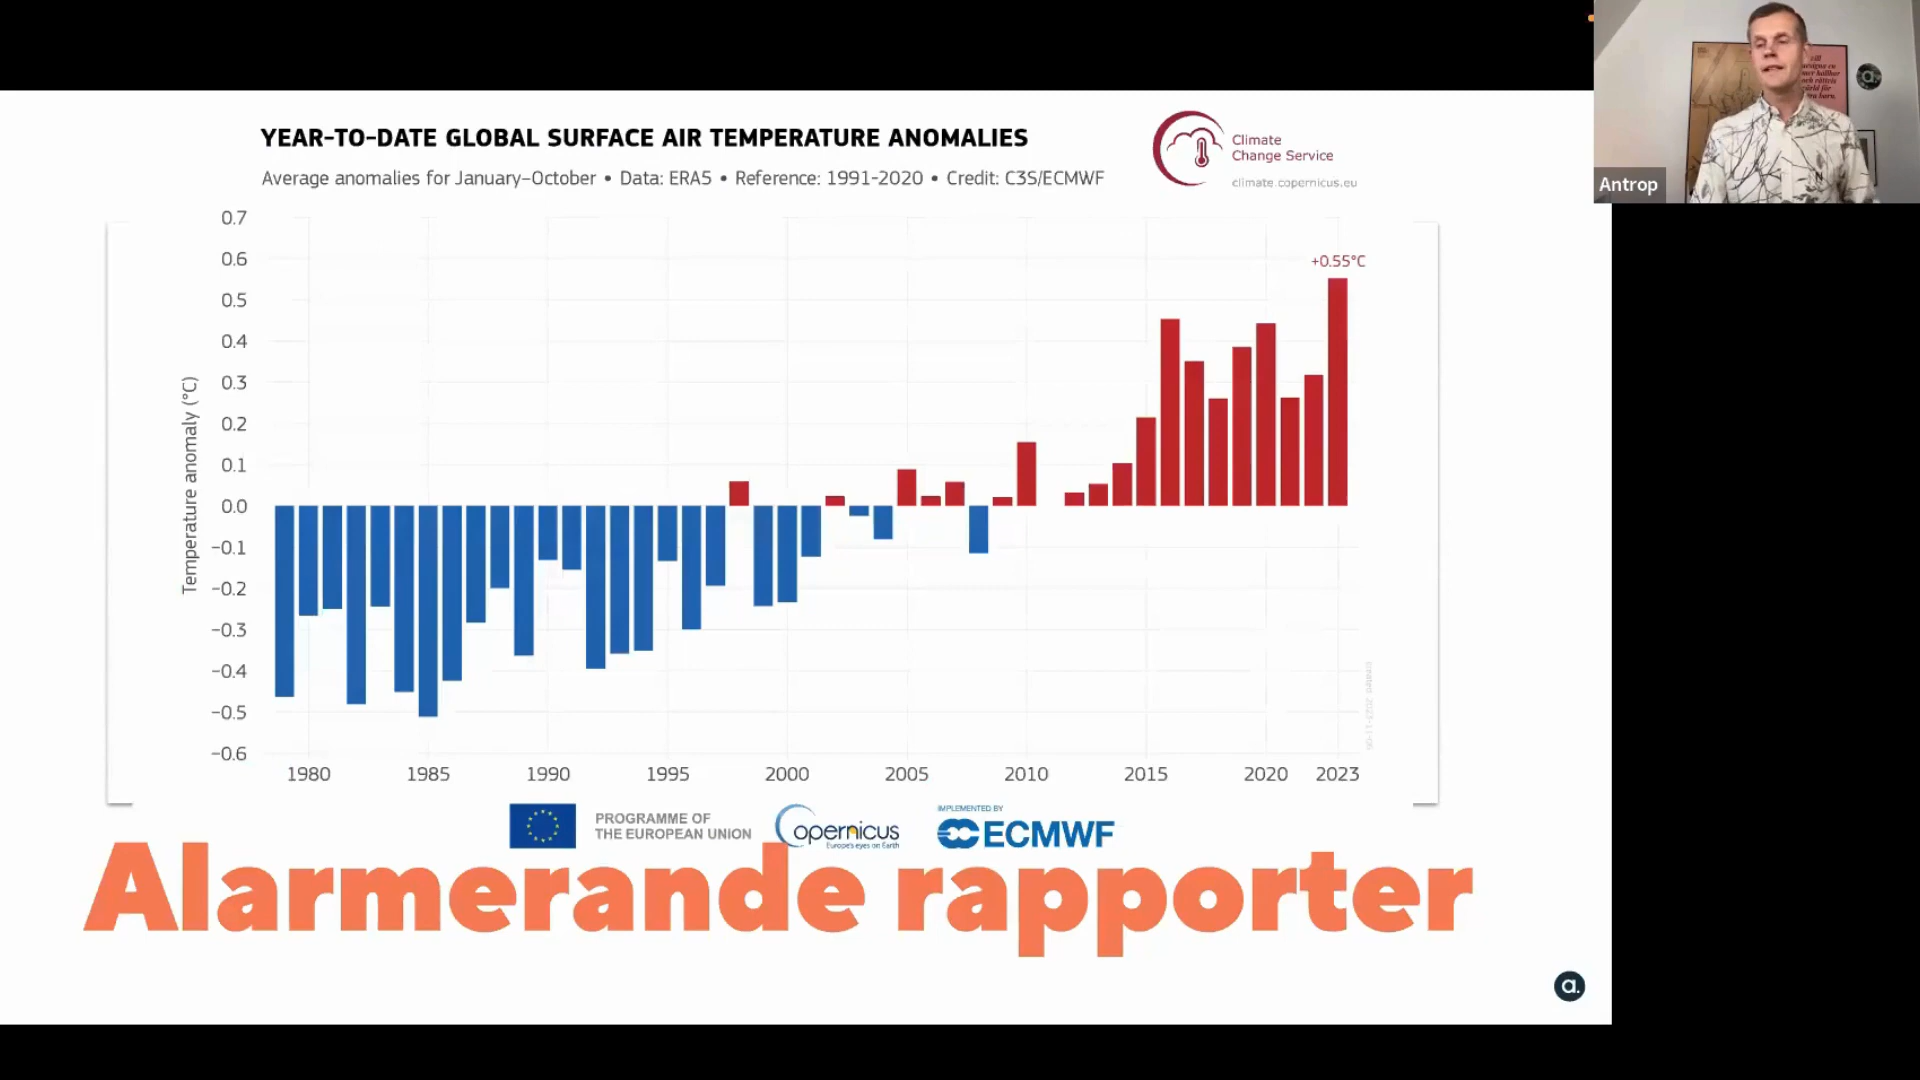 YEAR-TO-DATE GLOBAL SURFACE AIR TEMPERATURE ANOMALIES
Average anomalies for January–October • Data: ERA5 • Reference: 1991-2020 • Credit: C3S/ECMWF
Climate
Change Service
climate.copernicus.eu
Temperature anomaly (°C)
0.7
0.6
0.5
0.4
0.3
0.2
0.1
0.0
−0.1
−0.2
−0.3
−0.4
−0.5
−0.6
+0.55°C
1980 1985 1990 1995 2000 2005 2010 2015 2020 2023
PROGRAMME OF
THE EUROPEAN UNION
opernicus
Europe's eyes on Earth
IMPLEMENTED BY
ECMWF
Alarmerande rapporter
a.
Antrop